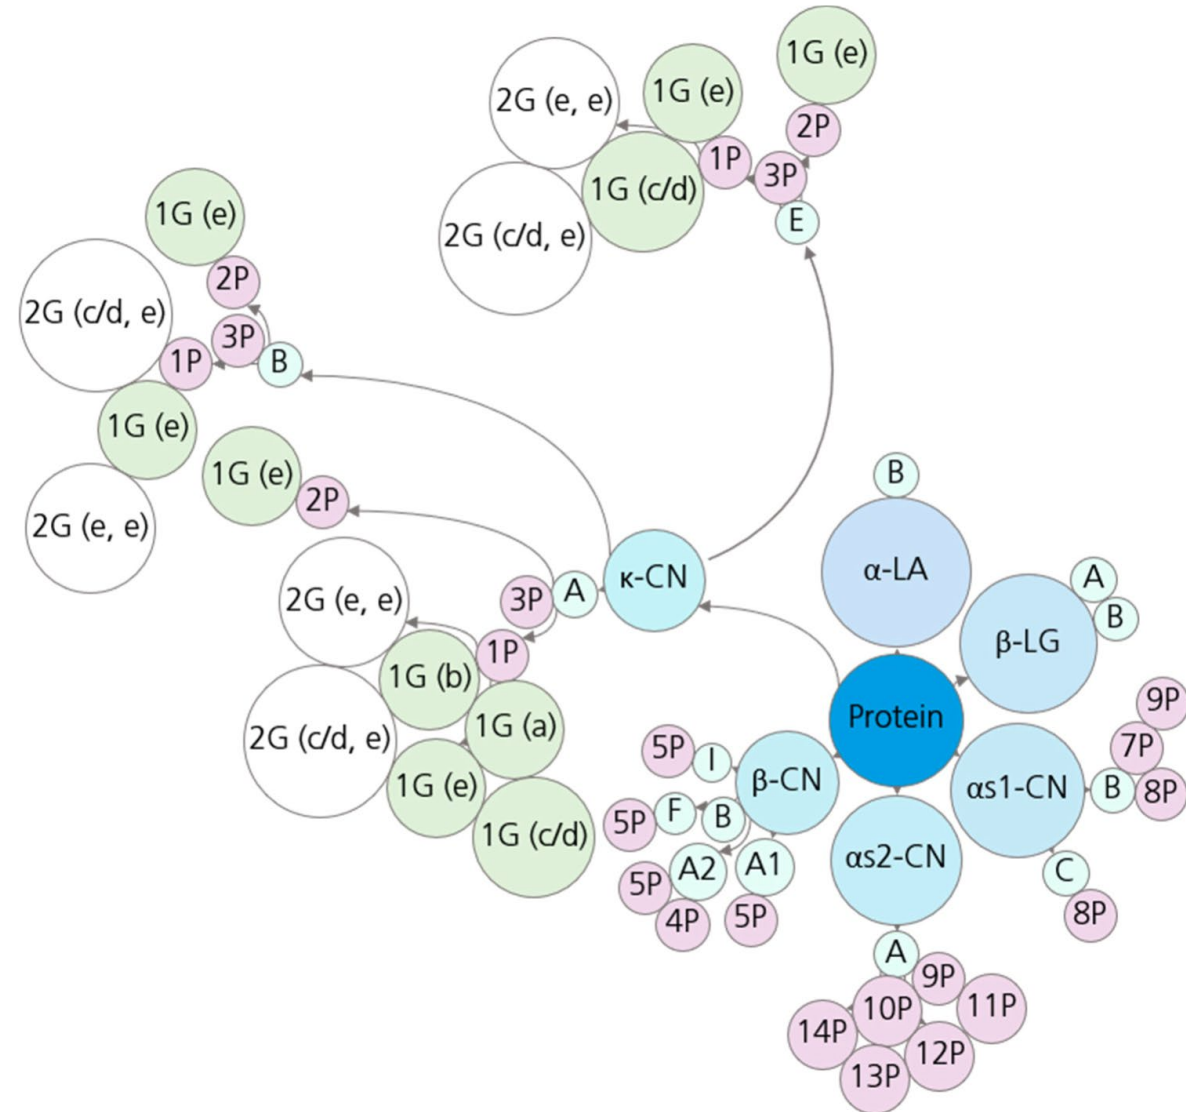 1G (e)
2G (e, e)
1G (e)
2P
1P
3P
1G (c/d)
E
2G (c/d, e)
1G (e)
2P
2G (c/d, e)
3P
1P
B
1G (e)
1G (e)
2P
2G (e, e)
κ-CN
A
3P
2G (e, e)
1P
1G (b)
1G (a)
2G (c/d, e)
1G (e)
1G (c/d)
B
α-LA
A
B
β-LG
Protein
9P
7P
8P
B
αs1-CN
C
8P
β-CN
I
5P
F
B
5P
A2
A1
5P
4P
5P
αs2-CN
A
9P
10P
11P
14P
12P
13P